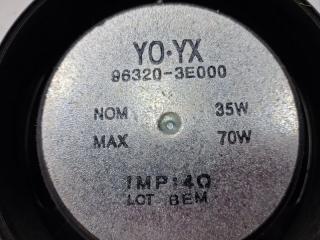 YO·YX
96320-3E000
NOM 35W
MAX 70W
IMP:4Ω
LOT BEM